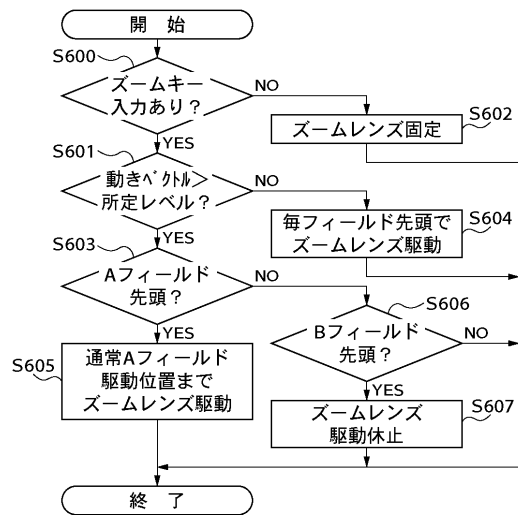 開 始
S600
ズームキー
入力あり?
NO
YES
S602
ズームレンズ固定
S601
動きベクトル>
所定レベル?
NO
YES
S604
毎フィールド先頭で
ズームレンズ駆動
S603
Aフィールド
先頭?
NO
YES
S606
Bフィールド
先頭?
NO
YES
S605
通常Aフィールド
駆動位置まで
ズームレンズ駆動
S607
ズームレンズ
駆動休止
終 了